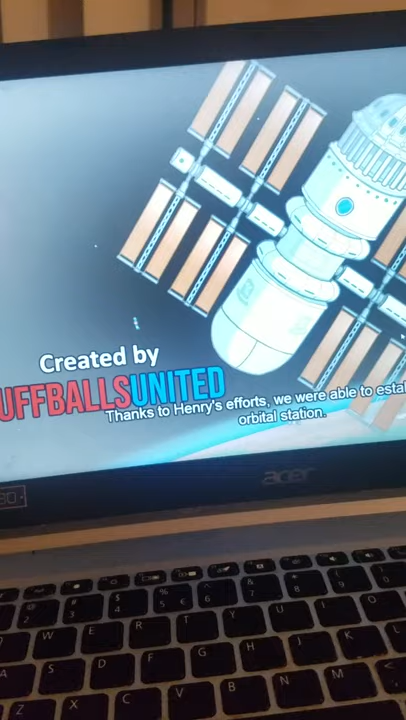 Created by
UFFBALLSUNITED
Thanks to Henry's efforts, we were able to esta
orbital station.
acer